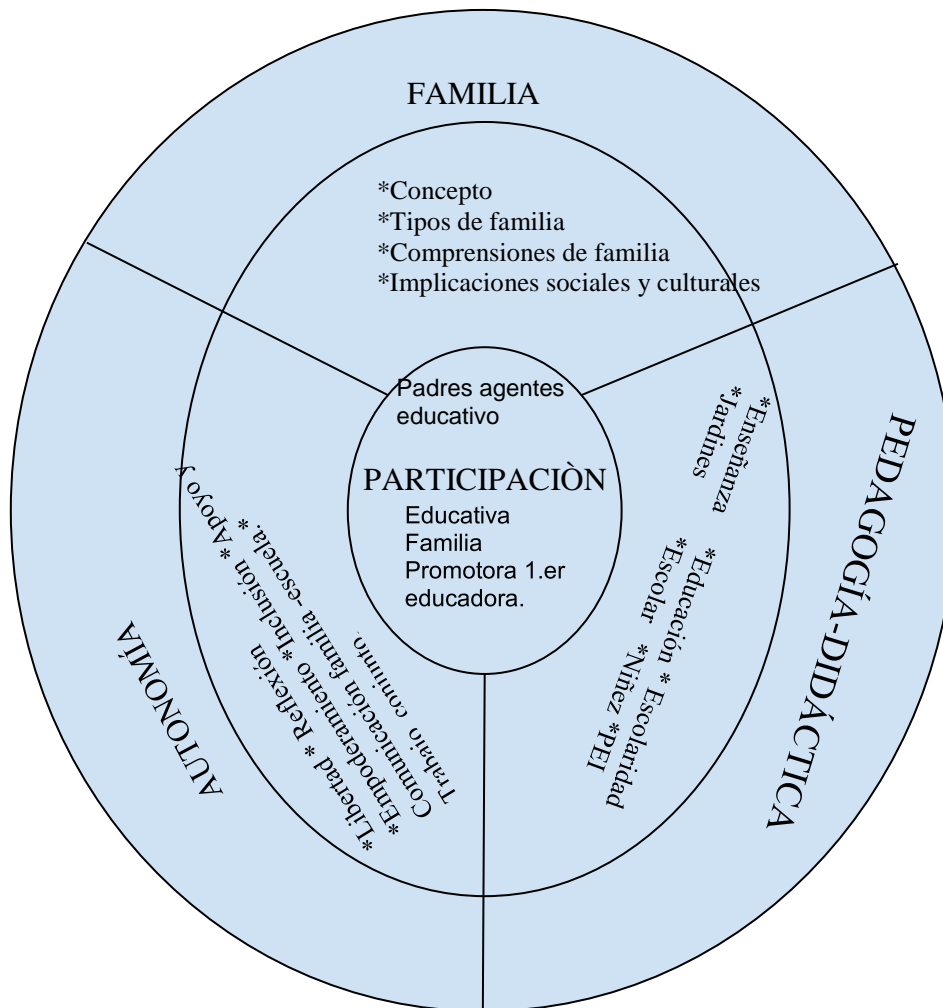 FAMILIA
*Concepto
*Tipos de familia
*Comprensiones de familia
*Implicaciones sociales y culturales
Padres agentes
educativo
PARTICIPACIÒN
Educativa
Familia
Promotora 1.er
educadora.
*Enseñanza
*Jardines
*Educación * Escolaridad
*Escolar *Niñez *PEI
PEDAGOGÍA-DIDÁCTICA
AUTONOMÍA
*Libertad * Reflexión
*Empoderamiento *Inclusión * Apoyo y
Comunicación familia -escuela. *
Trabajo conjunto.